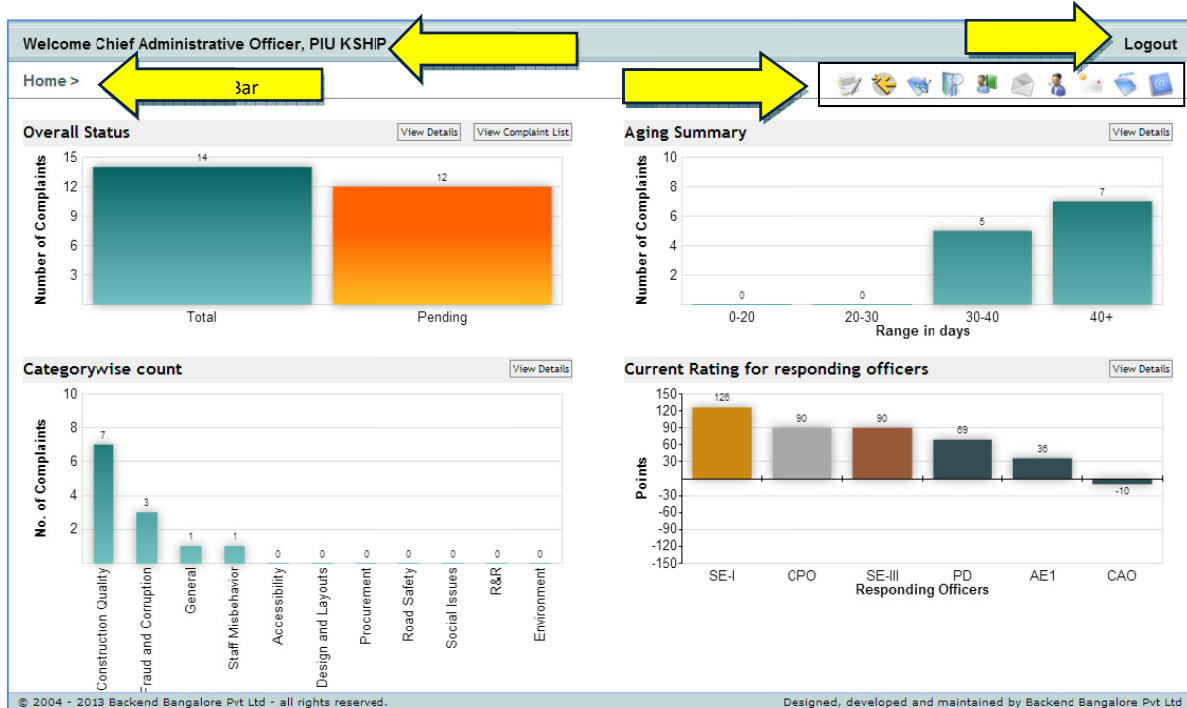 Welcome Chief Administrative Officer, PIU KSHIP
Logout
Home >
Bar
Overall Status
View Details
View Complaint List
Number of Complaints
15
12
9
6
3
14
12
Total
Pending
Aging Summary
View Details
Number of Complaints
10
8
6
4
2
0
0
5
7
0-20
20-30
30-40
40+
Range in days
Categorywise count
View Details
No. of Complaints
10
8
6
4
2
7
3
1
1
0
0
0
0
0
0
0
Construction Quality
Fraud and Corruption
General
Staff Misbehavior
Accessibility
Design and Layouts
Procurement
Road Safety
Social Issues
R&R
Environment
Current Rating for responding officers
View Details
Points
150
120
90
60
30
-30
-60
-90
-120
-150
126
90
90
69
36
-10
SE-I
CPO
SE-III
PD
AE1
CAO
Responding Officers
© 2004 - 2013 Backend Bangalore Pvt Ltd - all rights reserved.
Designed, developed and maintained by Backend Bangalore Pvt Ltd